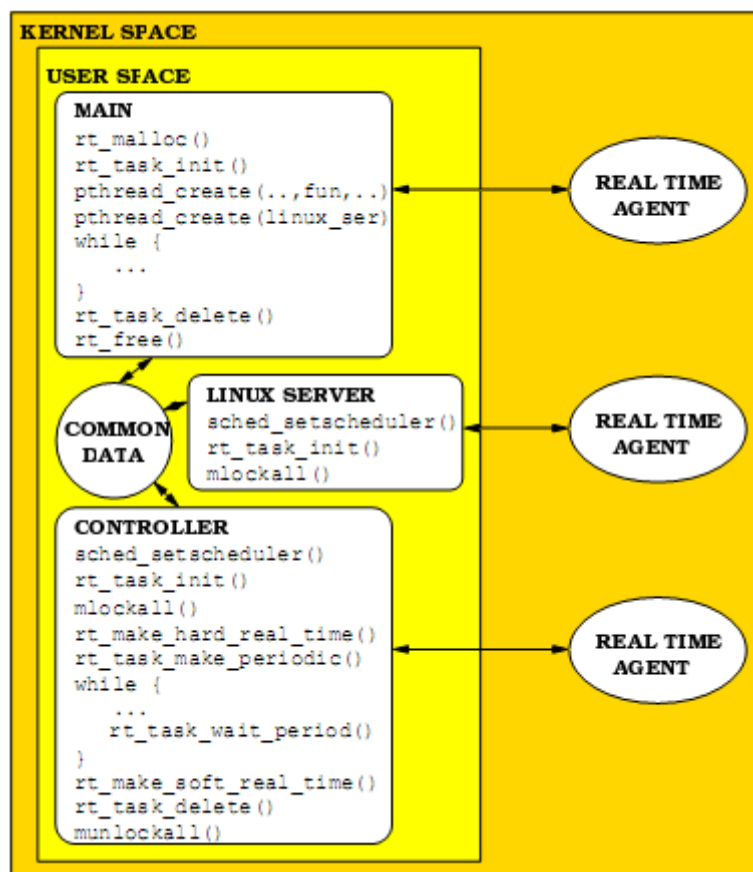 KERNEL SPACE
USER SPACE
MAIN
rt_malloc()
rt_task_init()
pthread_create(..,fun,..)
pthread_create(linux_ser)
while {
...
}
rt_task_delete()
rt_free()
REAL TIME
AGENT
COMMON
DATA
LINUX SERVER
sched_setscheduler()
rt_task_init()
mlockall()
REAL TIME
AGENT
CONTROLLER
sched_setscheduler()
rt_task_init()
mlockall()
rt_make_hard_real_time()
rt_task_make_periodic()
while {
...
rt_task_wait_period()
}
rt_make_soft_real_time()
rt_task_delete()
munlockall()
REAL TIME
AGENT